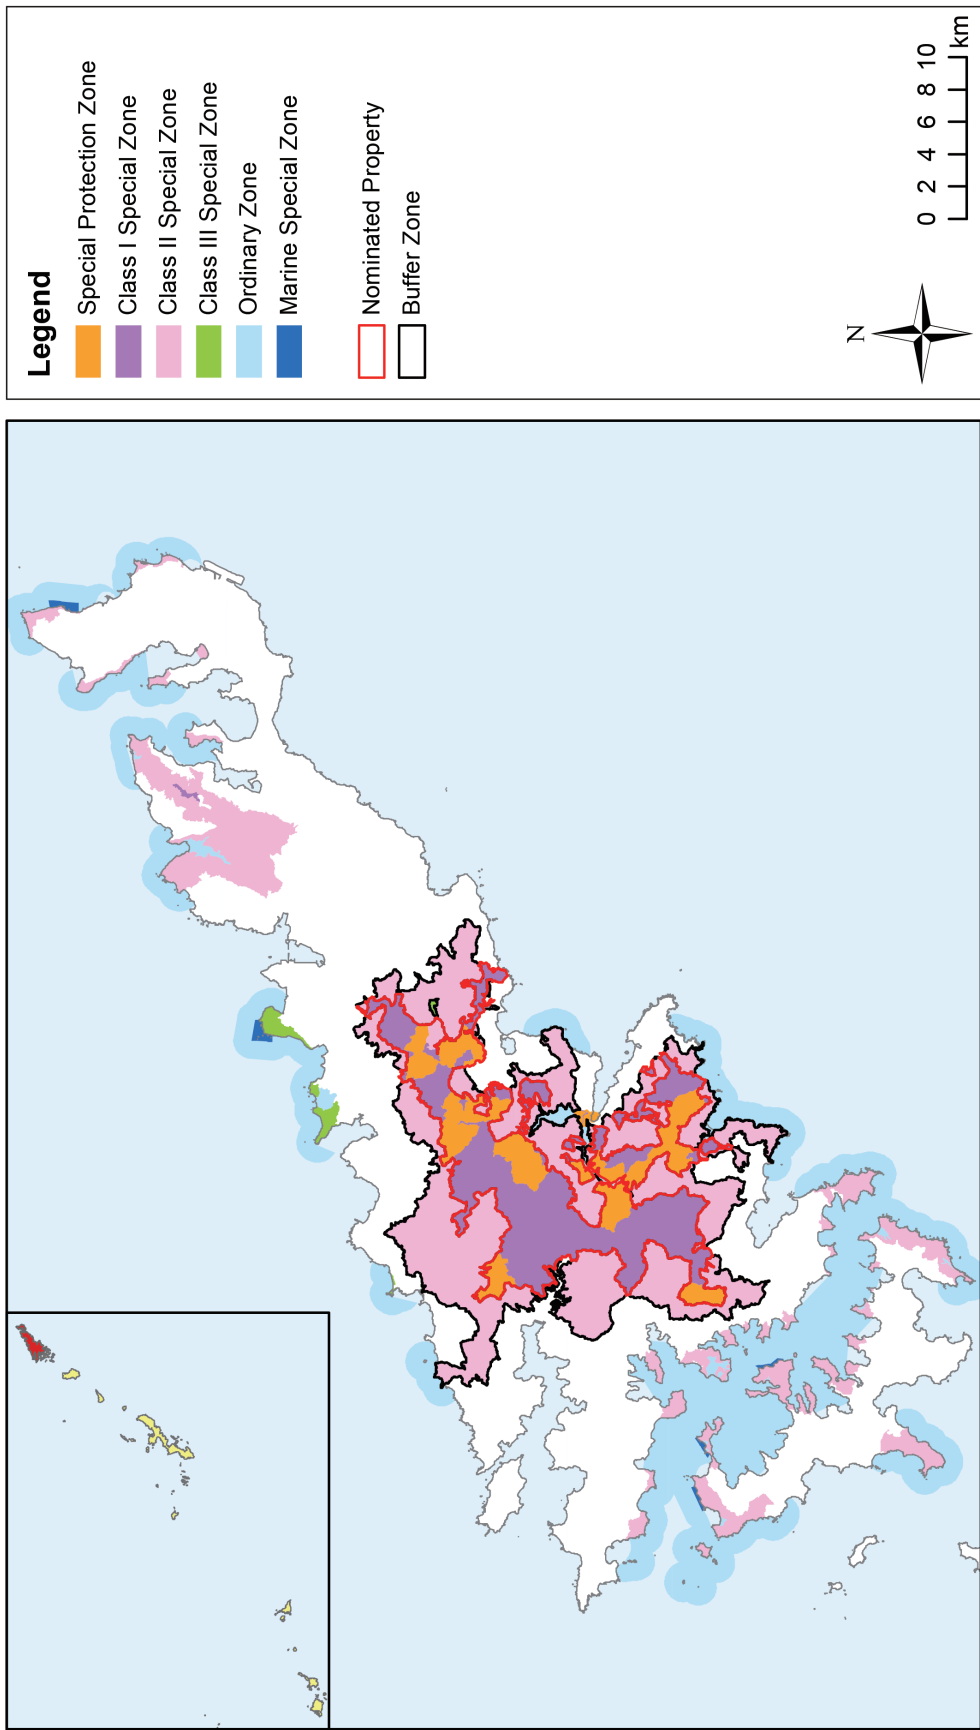 Legend
Special Protection Zone
Class I Special Zone
Class II Special Zone
Class III Special Zone
Ordinary Zone
Marine Special Zone
Nominated Property
Buffer Zone
N
0 2 4 6 8 10
km